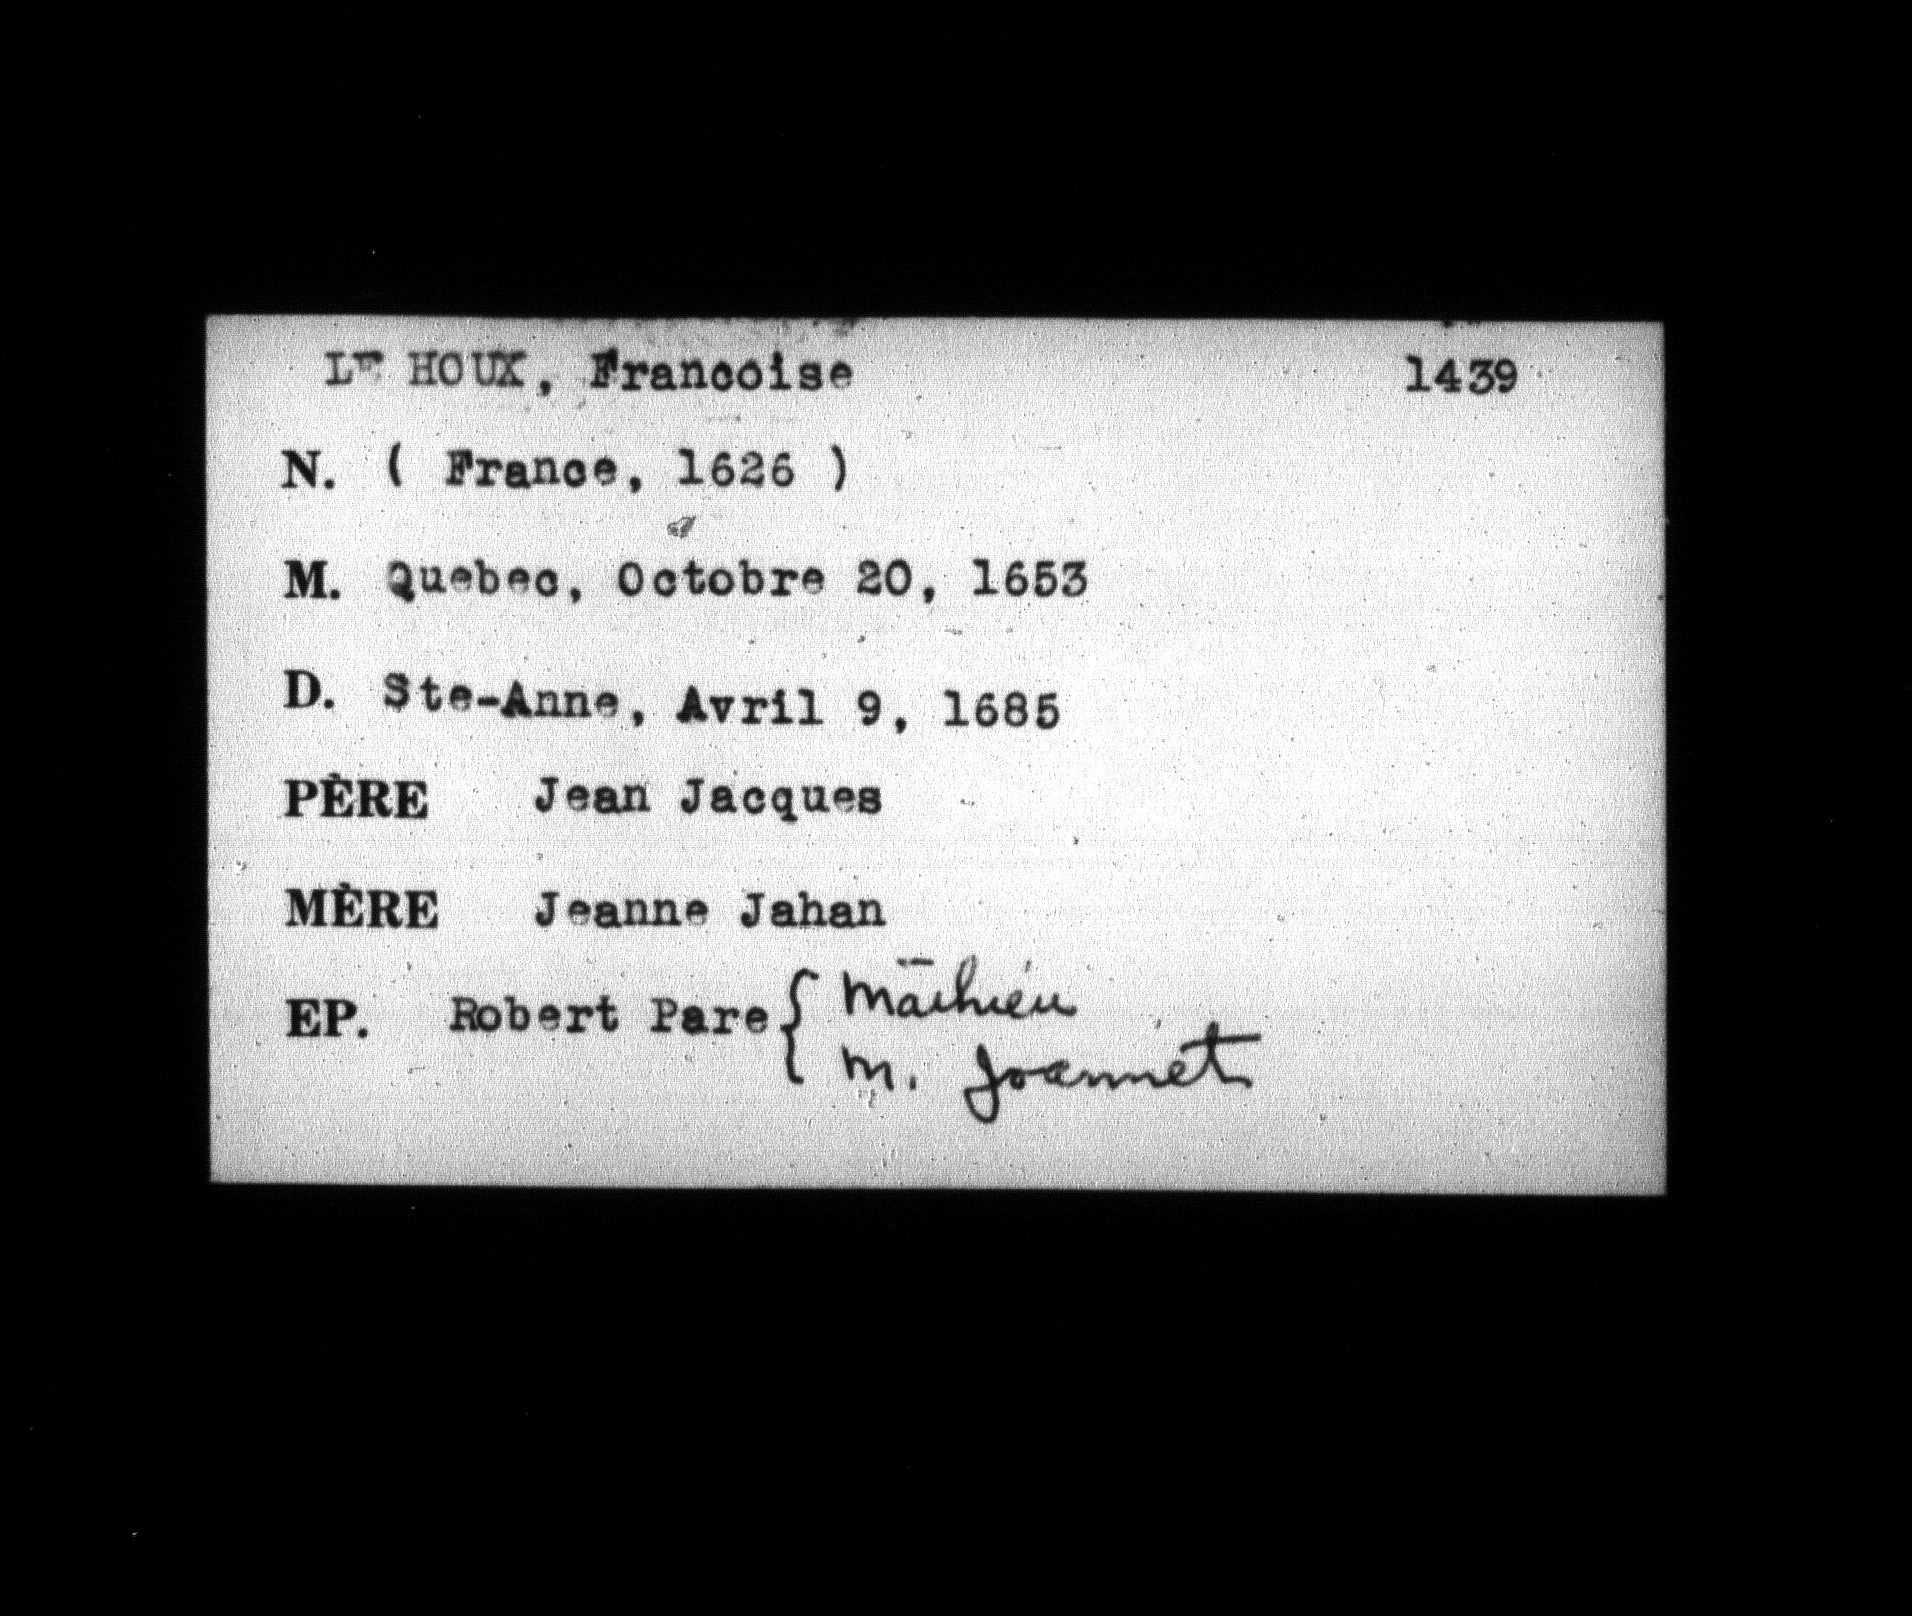 LE HOUX, Francoise 1439
N. ( France, 1626 )
M. Quebec, Octobre 20, 1653
D. Ste-Anne, Avril 9, 1685
PÈRE Jean Jacques
MÈRE Jeanne Jahan
EP. Robert Pare { Mathieu
M. Joannet